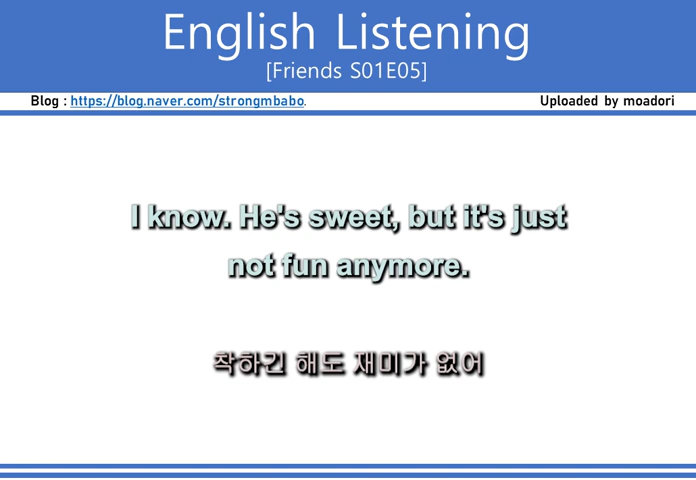 English Listening
[Friends S01E05]
Blog : https://blog.naver.com/strongmbabo.
Uploaded by moadori
I know. He's sweet, but it's just
not fun anymore.
착하긴 해도 재미가 없어